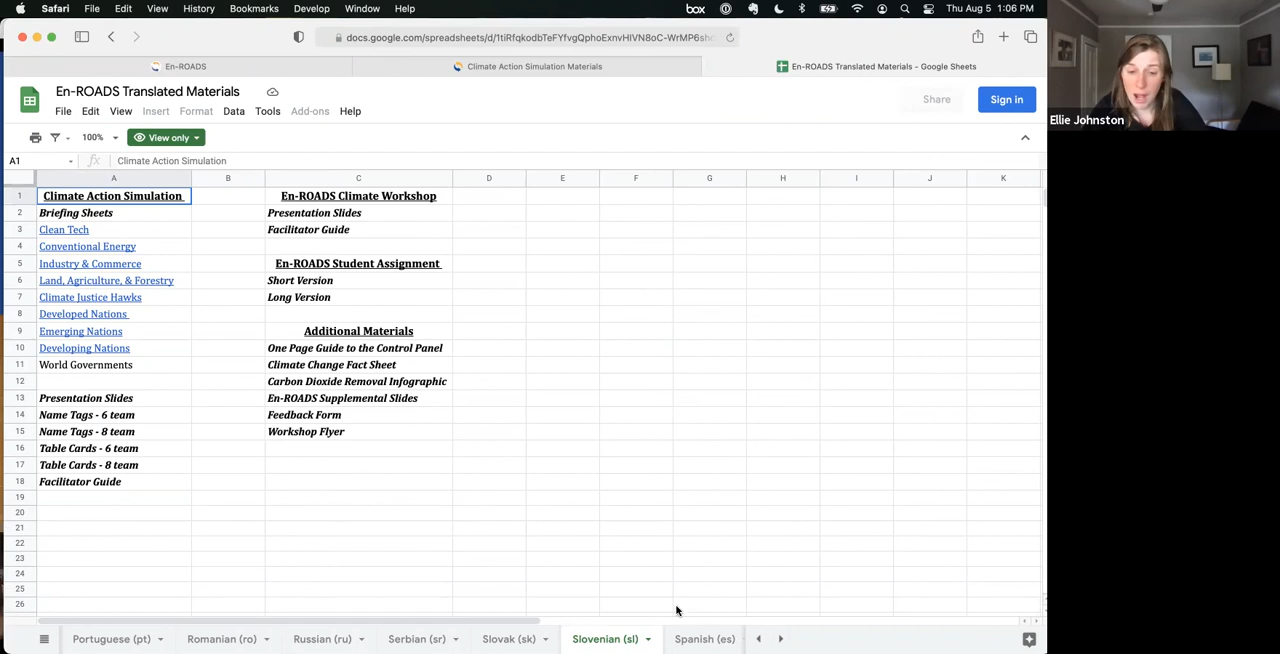 Safari File Edit View History Bookmarks Develop Window Help box Thu Aug 5 1:06 PM
docs.google.com/spreadsheets/d/1tiRfqkodbTeFYfvgQphoExnvHIVN8oC-WrMP6sh
En-ROADS Climate Action Simulation Materials En-ROADS Translated Materials - Google Sheets
En-ROADS Translated Materials
File Edit View Insert Format Data Tools Add-ons Help
Share Sign in
100% View only
A1 fx Climate Action Simulation
A B C D E F G H I J K
1 Climate Action Simulation En-ROADS Climate Workshop
2 Briefing Sheets Presentation Slides
3 Clean Tech Facilitator Guide
4 Conventional Energy
5 Industry & Commerce En-ROADS Student Assignment
6 Land, Agriculture, & Forestry Short Version
7 Climate Justice Hawks Long Version
8 Developed Nations
9 Emerging Nations Additional Materials
10 Developing Nations One Page Guide to the Control Panel
11 World Governments Climate Change Fact Sheet
12 Carbon Dioxide Removal Infographic
13 Presentation Slides En-ROADS Supplemental Slides
14 Name Tags - 6 team Feedback Form
15 Name Tags - 8 team Workshop Flyer
16 Table Cards - 6 team
17 Table Cards - 8 team
18 Facilitator Guide
19
20
21
22
23
24
25
26
Portuguese (pt) Romanian (ro) Russian (ru) Serbian (sr) Slovak (sk) Slovenian (sl) Spanish (es)
Ellie Johnston